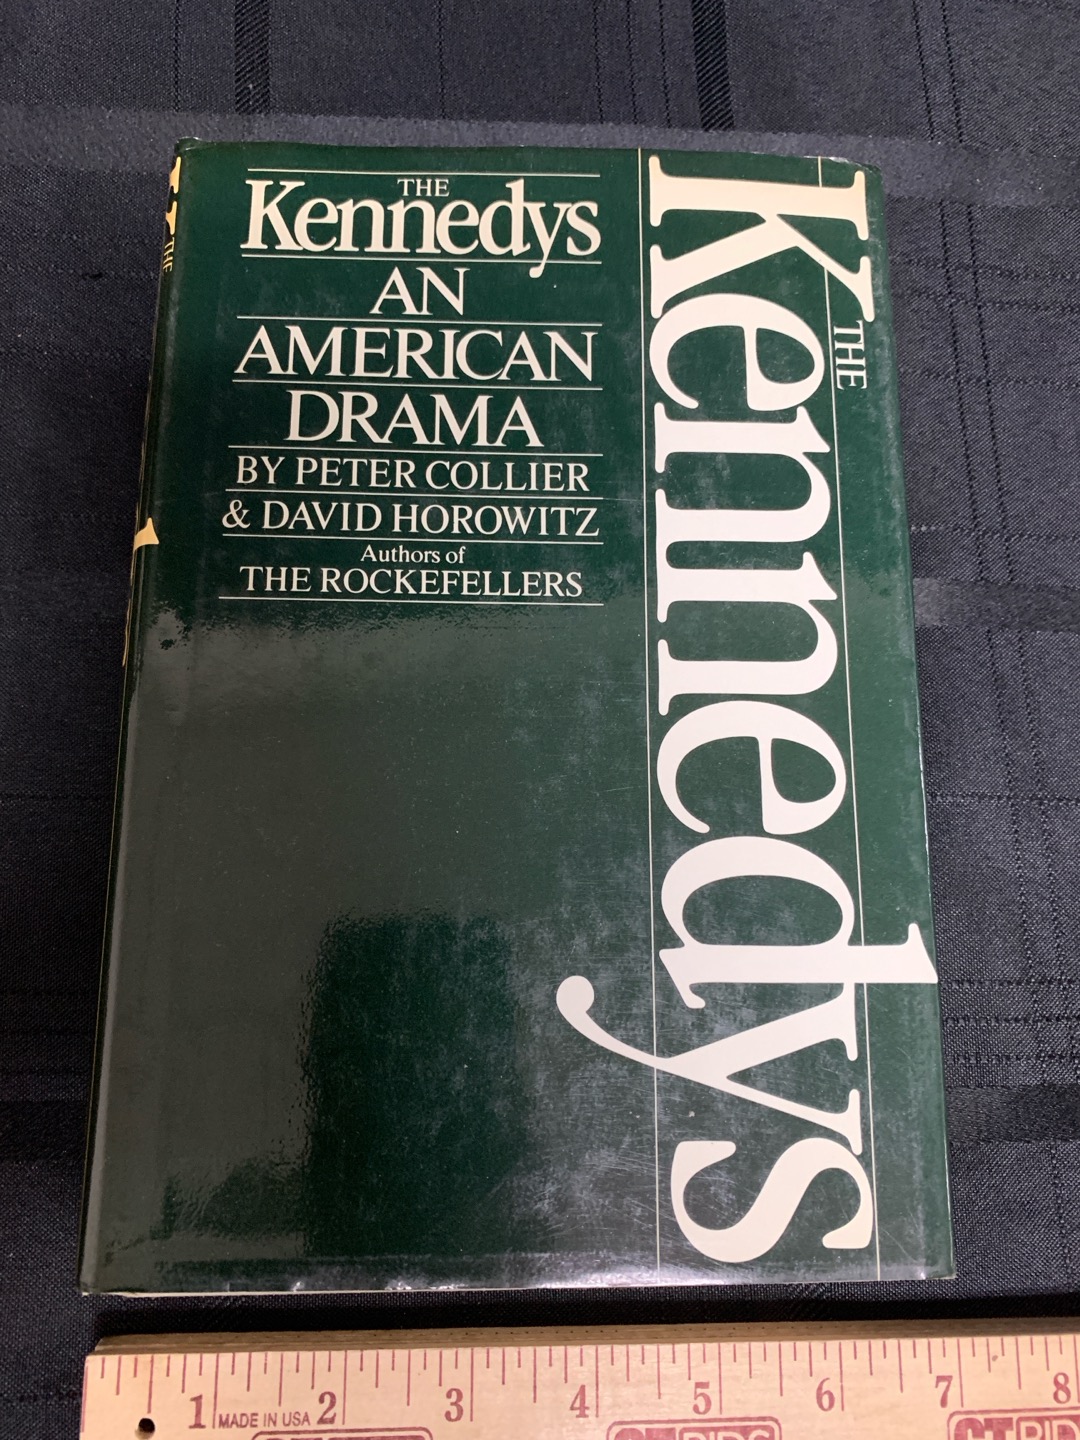 THE
Kennedys
AN
AMERICAN
DRAMA
BY PETER COLLIER
& DAVID HOROWITZ
Authors of
THE ROCKEFELLERS
THE
Kennedys
THE
1 2 3 4 5 6 7 8
MADE IN USA